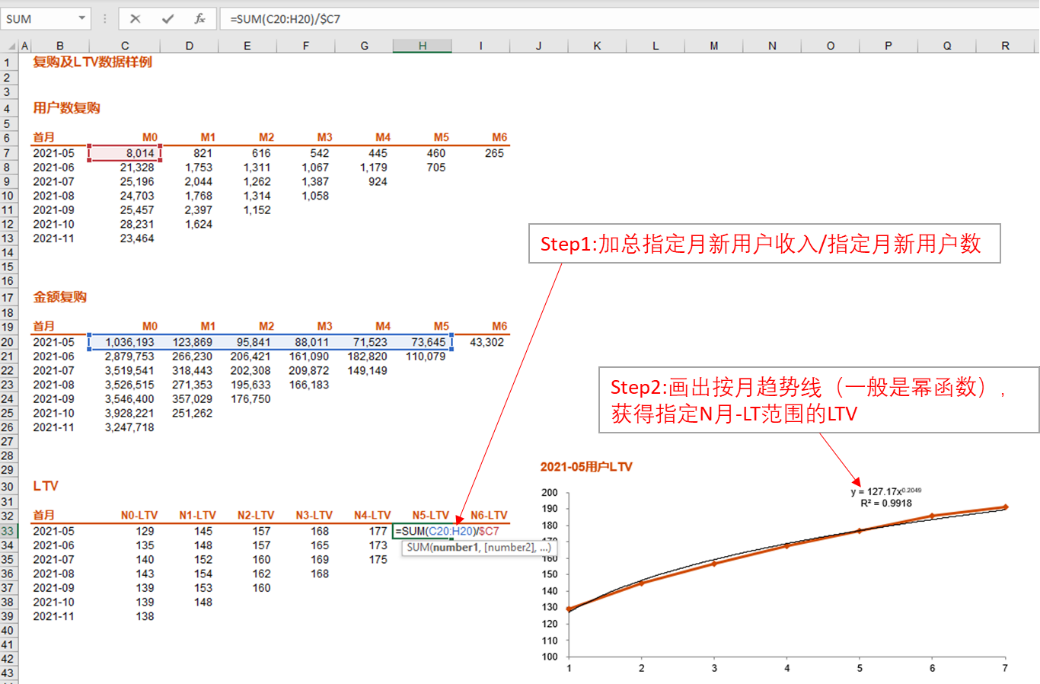 SUM =SUM(C20:H20)/$C7
A B C D E F G H I J K L M N O P Q R
1 复购及LTV数据样例
2
3
4 用户数复购
5
6 首月 M0 M1 M2 M3 M4 M5 M6
7 2021-05 8,014 821 616 542 445 460 265
8 2021-06 21,328 1,753 1,311 1,067 1,179 705
9 2021-07 25,196 2,044 1,262 1,387 924
10 2021-08 24,703 1,768 1,314 1,058
11 2021-09 25,457 2,397 1,152
12 2021-10 28,231 1,624
13 2021-11 23,464
14
15
16
Step1:加总指定月新用户收入/指定月新用户数
17 金额复购
18
19 首月 M0 M1 M2 M3 M4 M5 M6
20 2021-05 1,036,193 123,869 95,841 88,011 71,523 73,645 43,302
21 2021-06 2,879,753 266,230 206,421 161,090 182,820 110,079
22 2021-07 3,519,541 318,443 202,308 209,872 149,149
23 2021-08 3,526,515 271,353 195,633 166,183
24 2021-09 3,546,400 357,029 176,750
25 2021-10 3,928,221 251,262
26 2021-11 3,247,718
27
28
29
Step2:画出按月趋势线（一般是幂函数），
获得指定N月-LT范围的LTV
30 LTV
31
32 首月 N0-LTV N1-LTV N2-LTV N3-LTV N4-LTV N5-LTV N6-LTV
33 2021-05 129 145 157 168 177 =SUM(C20:H20)/$C7
SUM(number1, [number2], ...)
34 2021-06 135 148 157 165 173
35 2021-07 140 152 160 169 175
36 2021-08 143 154 162 168
37 2021-09 139 153 160
38 2021-10 139 148
39 2021-11 138
40
41
42
43
2021-05用户LTV
y = 127.17x^0.2046
R² = 0.9918
200
190
180
170
160
150
140
130
120
110
100
1 2 3 4 5 6 7